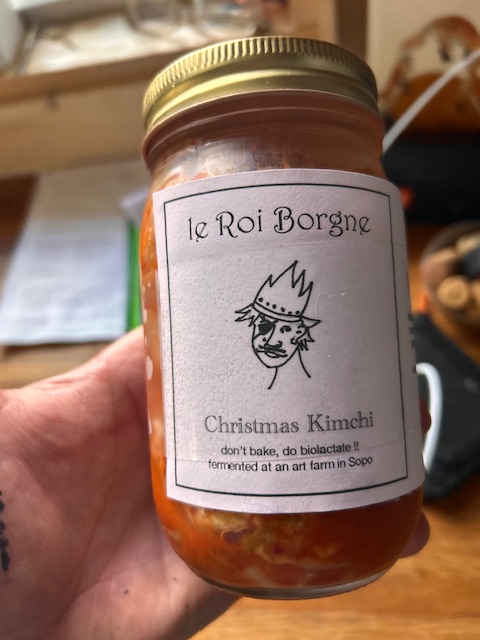 le Roi Borgne
Christmas Kimchi
don't bake, do biolactate !!
fermented at an art farm in Sopo